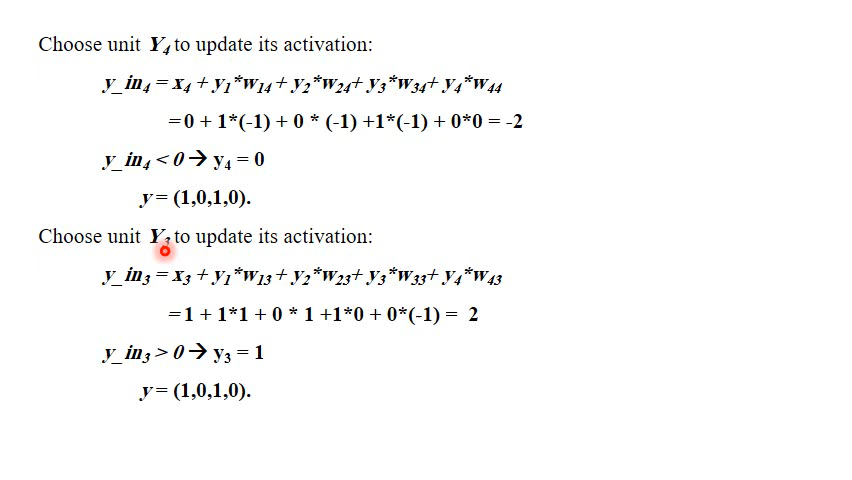 Choose unit Y4 to update its activation:
y_in4 = x4 + y1*w14 + y2*w24+ y3*w34+ y4*w44
=0 + 1*(-1) + 0 * (-1) +1*(-1) + 0*0 = -2
y_in4 < 0 → y4 = 0
y = (1,0,1,0).
Choose unit Y3 to update its activation:
y_in3 = x3 + y1*w13 + y2*w23+ y3*w33+ y4*w43
=1 + 1*1 + 0 * 1 +1*0 + 0*(-1) = 2
y_in3 > 0 → y3 = 1
y = (1,0,1,0).